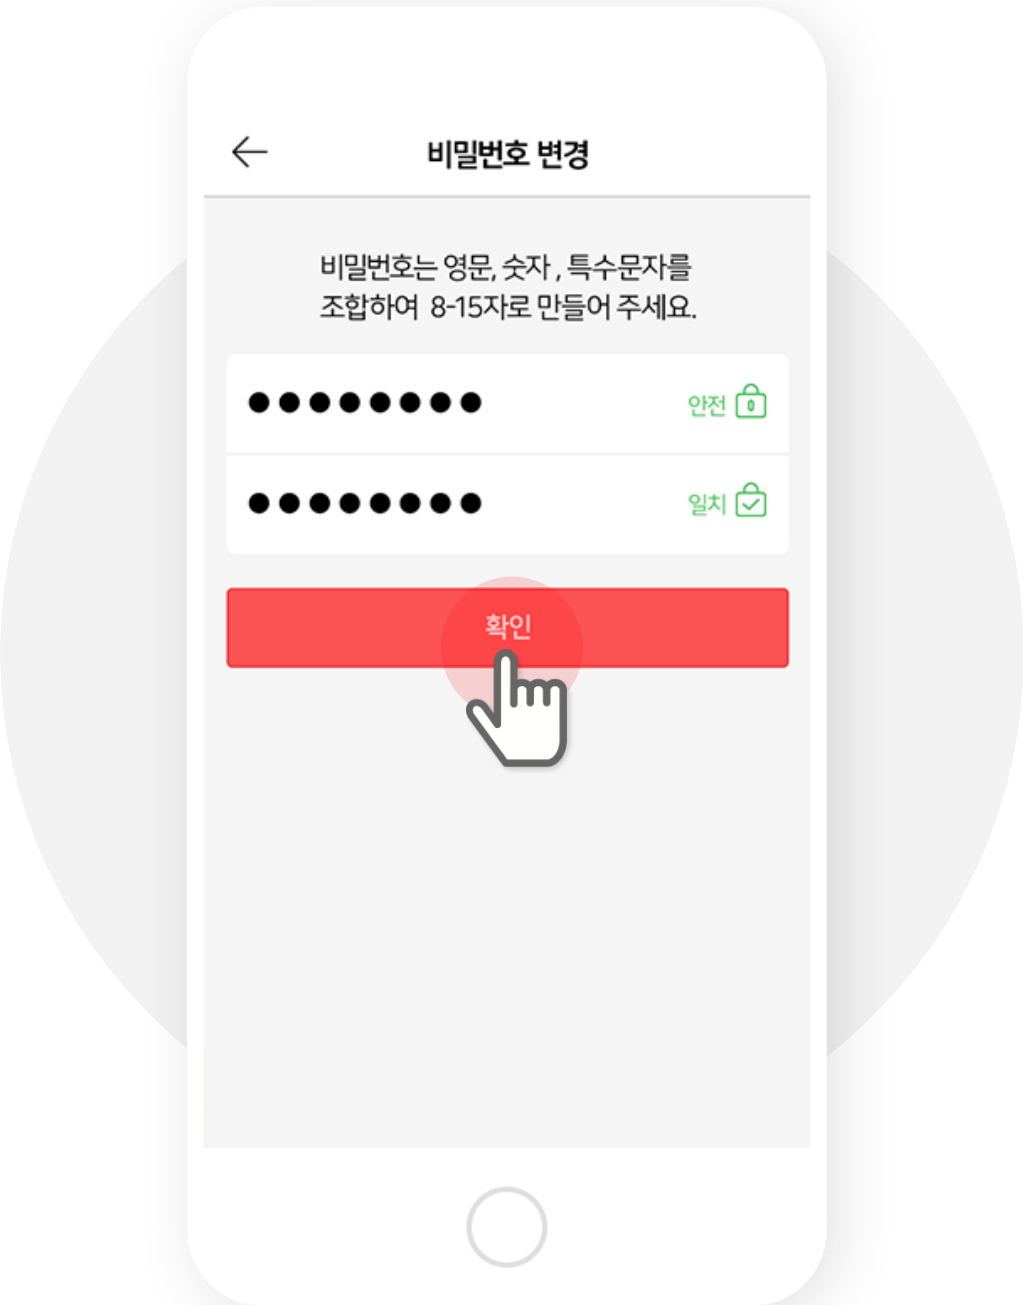 비밀번호 변경
비밀번호는 영문, 숫자 , 특수문자를
조합하여 8-15자로 만들어 주세요.
●●●●●●●● 안전
●●●●●●●● 일치
확인